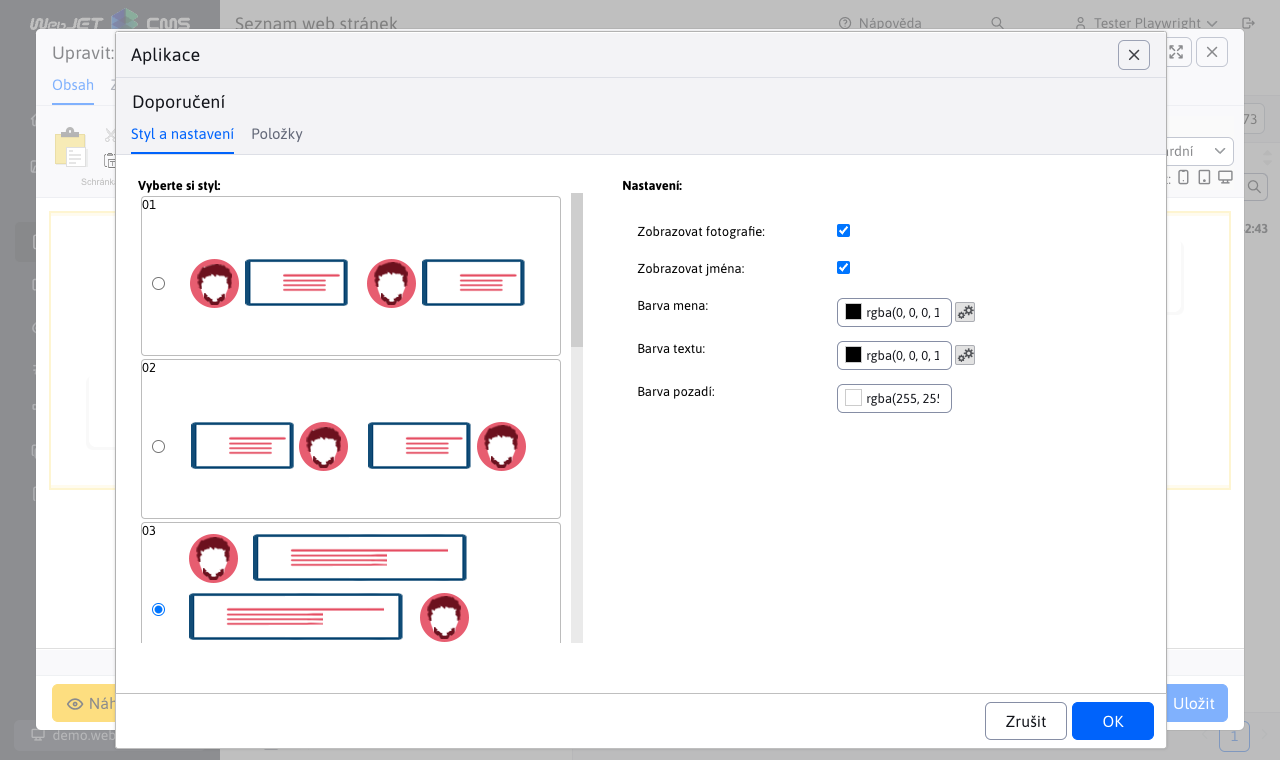 WebJET CMS
Seznam web stránek
Nápověda
Tester Playwright
Upravit:
Aplikace
Obsah
Doporučení
Styl a nastavení
Položky
73
rdní
Schránka
Vyberte si styl:
Nastavení:
01
2:43
Zobrazovat fotografie:
Zobrazovat jména:
Barva mena:
rgba(0, 0, 0, 1
Barva textu:
rgba(0, 0, 0, 1
02
Barva pozadí:
rgba(255, 255
03
Náh
Uložit
Zrušit
OK
demo.web
1